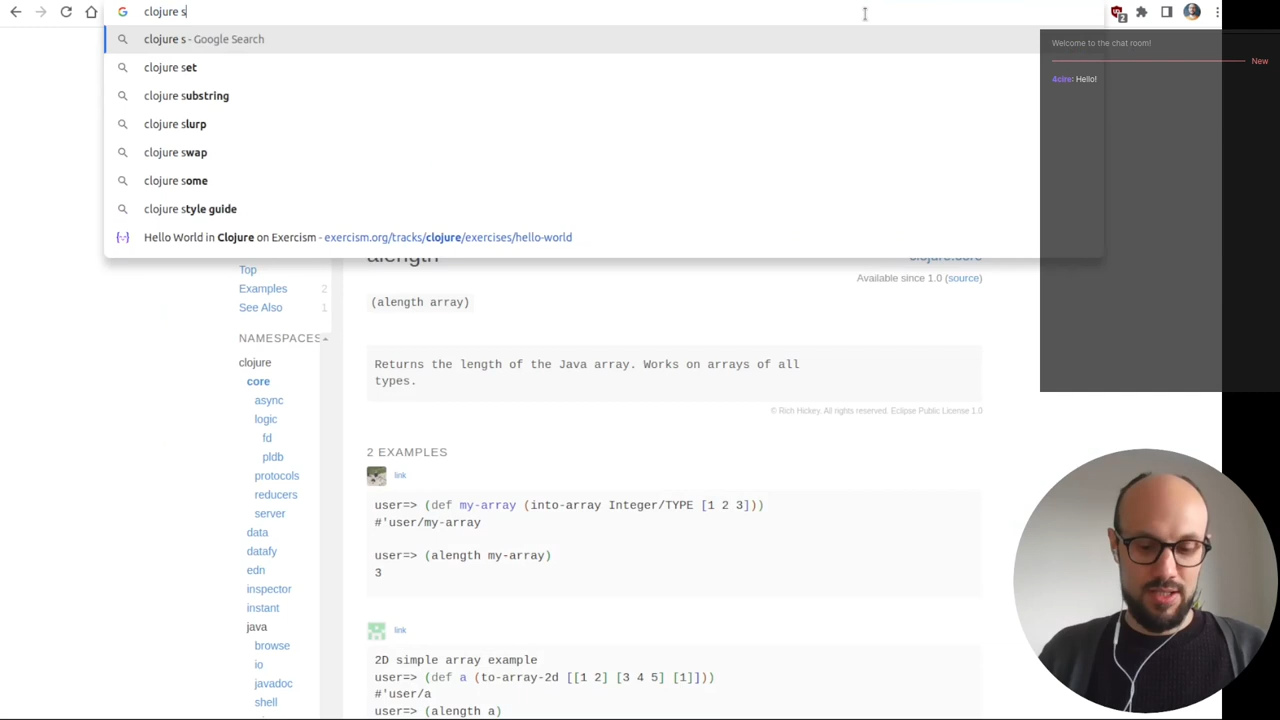 clojure s
2
clojure s - Google Search
clojure set
clojure substring
clojure slurp
clojure swap
clojure some
clojure style guide
Hello World in Clojure on Exercism - exercism.org/tracks/clojure/exercises/hello-world
Welcome to the chat room!
New
4cire: Hello!
alength
clojure.core
Available since 1.0 (source)
(alength array)
Returns the length of the Java array. Works on arrays of all
types.
© Rich Hickey. All rights reserved. Eclipse Public License 1.0
Top
Examples 2
See Also 1
NAMESPACES
clojure
core
async
logic
fd
pldb
protocols
reducers
server
data
datafy
edn
inspector
instant
java
browse
io
javadoc
shell
2 EXAMPLES
link
user=> (def my-array (into-array Integer/TYPE [1 2 3]))
#'user/my-array
user=> (alength my-array)
3
link
2D simple array example
user=> (def a (to-array-2d [[1 2] [3 4 5] [1]]))
#'user/a
user=> (alength a)